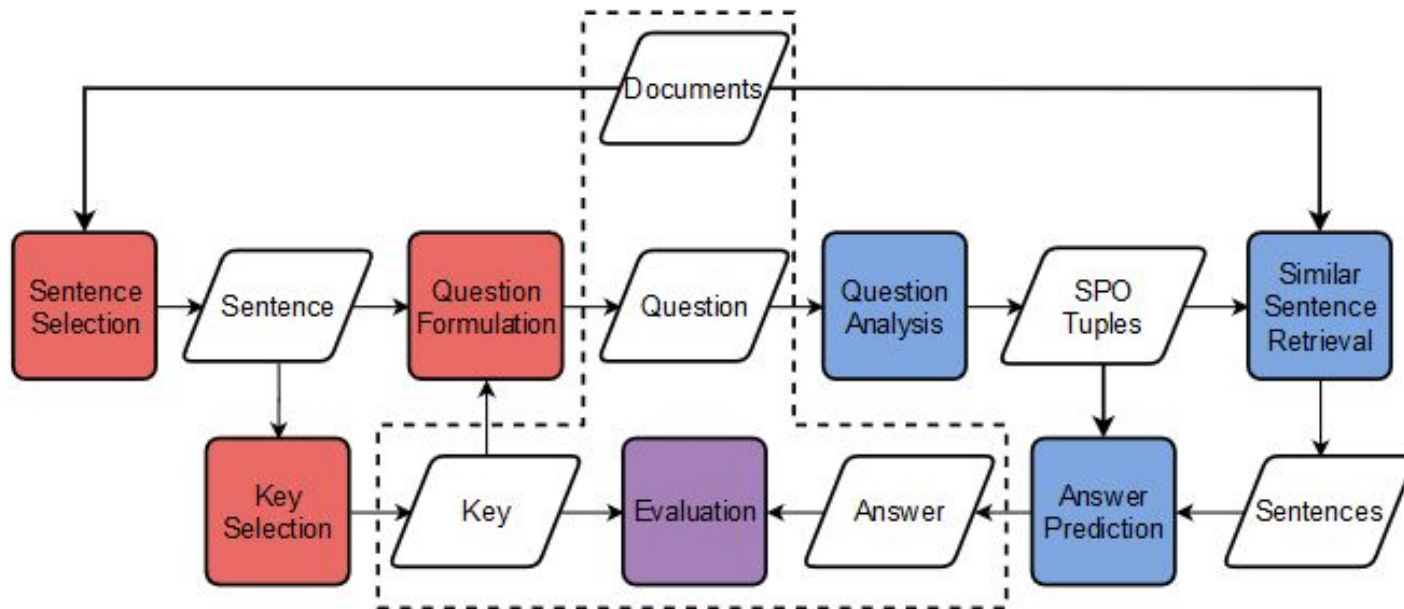 Documents
Sentence
Selection
Sentence
Question
Formulation
Question
Question
Analysis
SPO
Tuples
Similar
Sentence
Retrieval
Key
Selection
Key
Evaluation
Answer
Answer
Prediction
Sentences